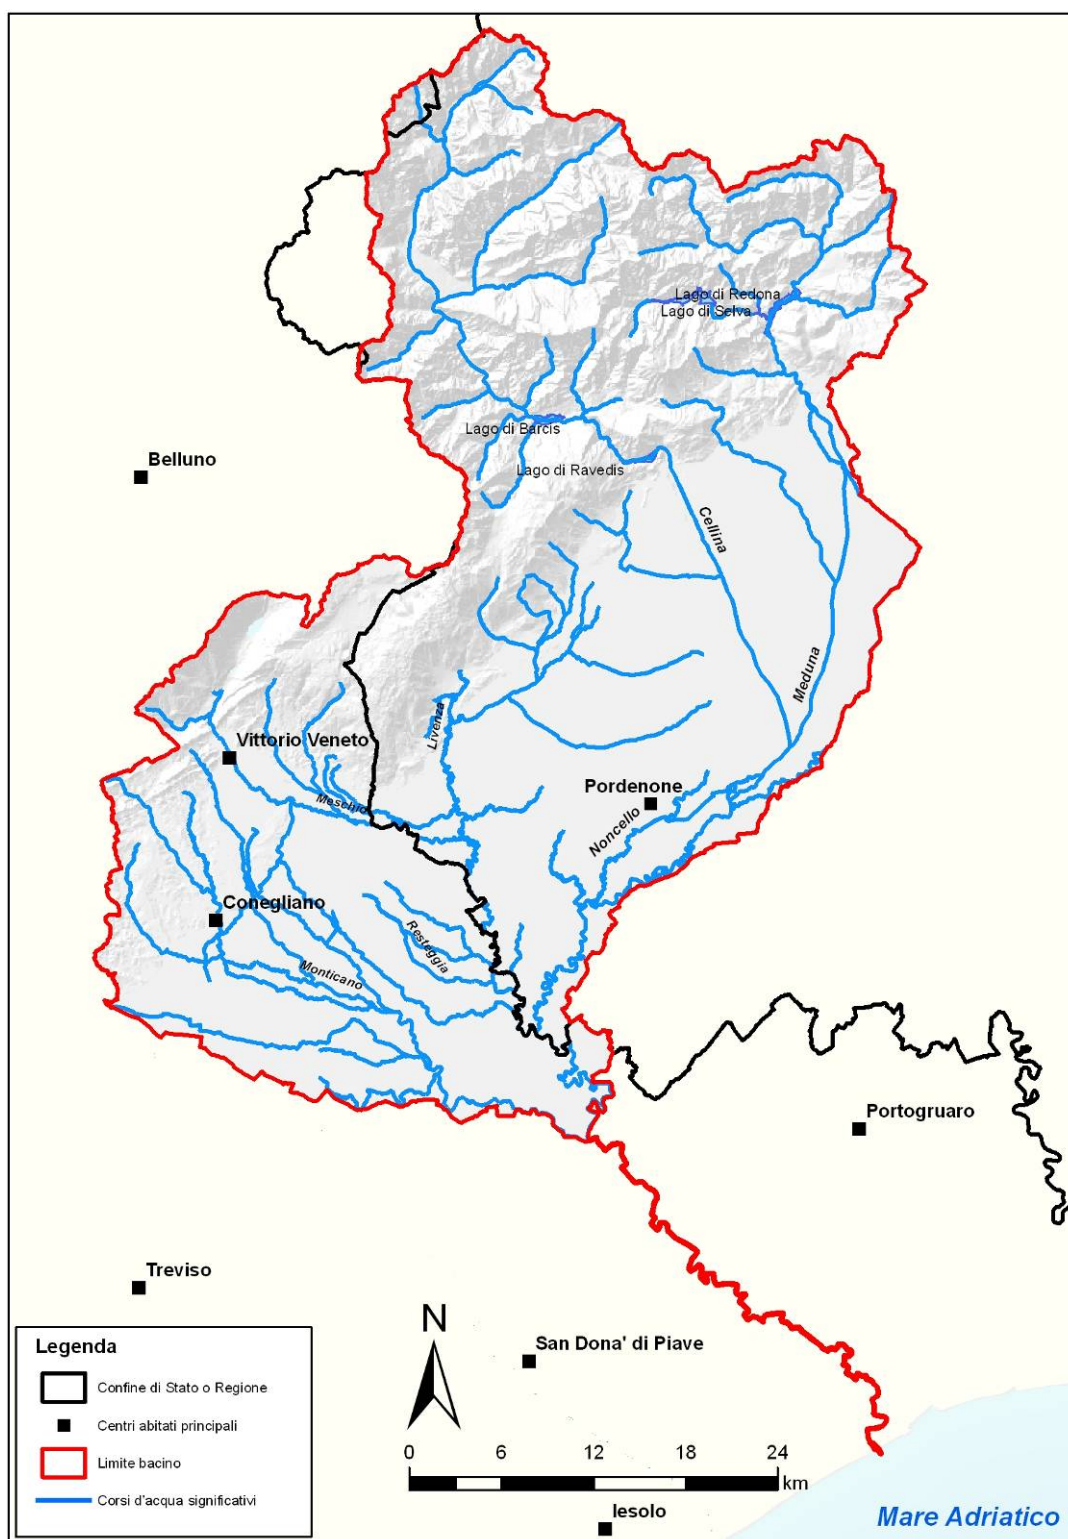 Lago di Redona
Lago di Selva
Lago di Barcis
Belluno
Lago di Ravedis
Cellina
Meduna
Livenza
Vittorio Veneto
Pordenone
Meschio
Noncello
Conegliano
Resteggia
Monticano
Portogruaro
Treviso
N
San Dona' di Piave
Legenda
Confine di Stato o Regione
Centri abitati principali
Limite bacino
Corsi d'acqua significativi
0 6 12 18 24
km
Iesolo
Mare Adriatico